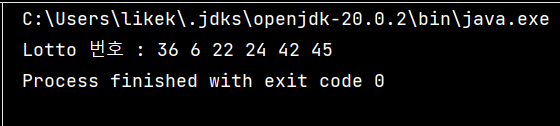 C:\Users\likek\.jdks\openjdk-20.0.2\bin\java.exe
Lotto 번호 : 36 6 22 24 42 45
Process finished with exit code 0